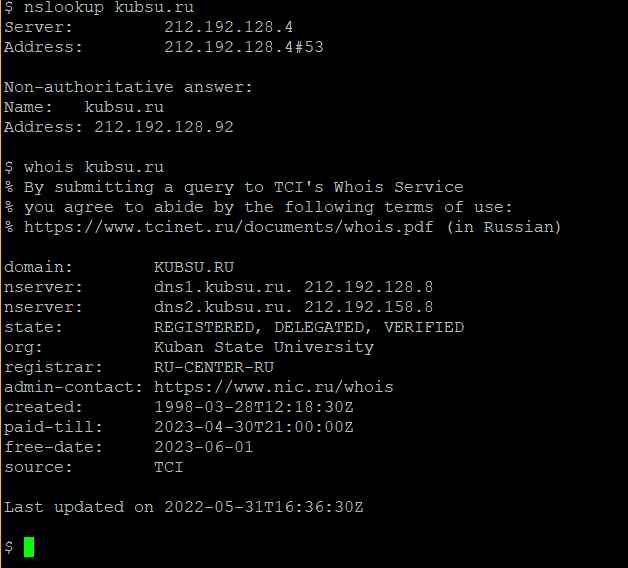 $ nslookup kubsu.ru
Server:         212.192.128.4
Address:        212.192.128.4#53
Non-authoritative answer:
Name:   kubsu.ru
Address: 212.192.128.92
$ whois kubsu.ru
% By submitting a query to TCI's Whois Service
% you agree to abide by the following terms of use:
% https://www.tcinet.ru/documents/whois.pdf (in Russian)
domain:        KUBSU.RU
nserver:       dns1.kubsu.ru. 212.192.128.8
nserver:       dns2.kubsu.ru. 212.192.158.8
state:         REGISTERED, DELEGATED, VERIFIED
org:           Kuban State University
registrar:     RU-CENTER-RU
admin-contact: https://www.nic.ru/whois
created:       1998-03-28T12:18:30Z
paid-till:     2023-04-30T21:00:00Z
free-date:     2023-06-01
source:        TCI
Last updated on 2022-05-31T16:36:30Z
$